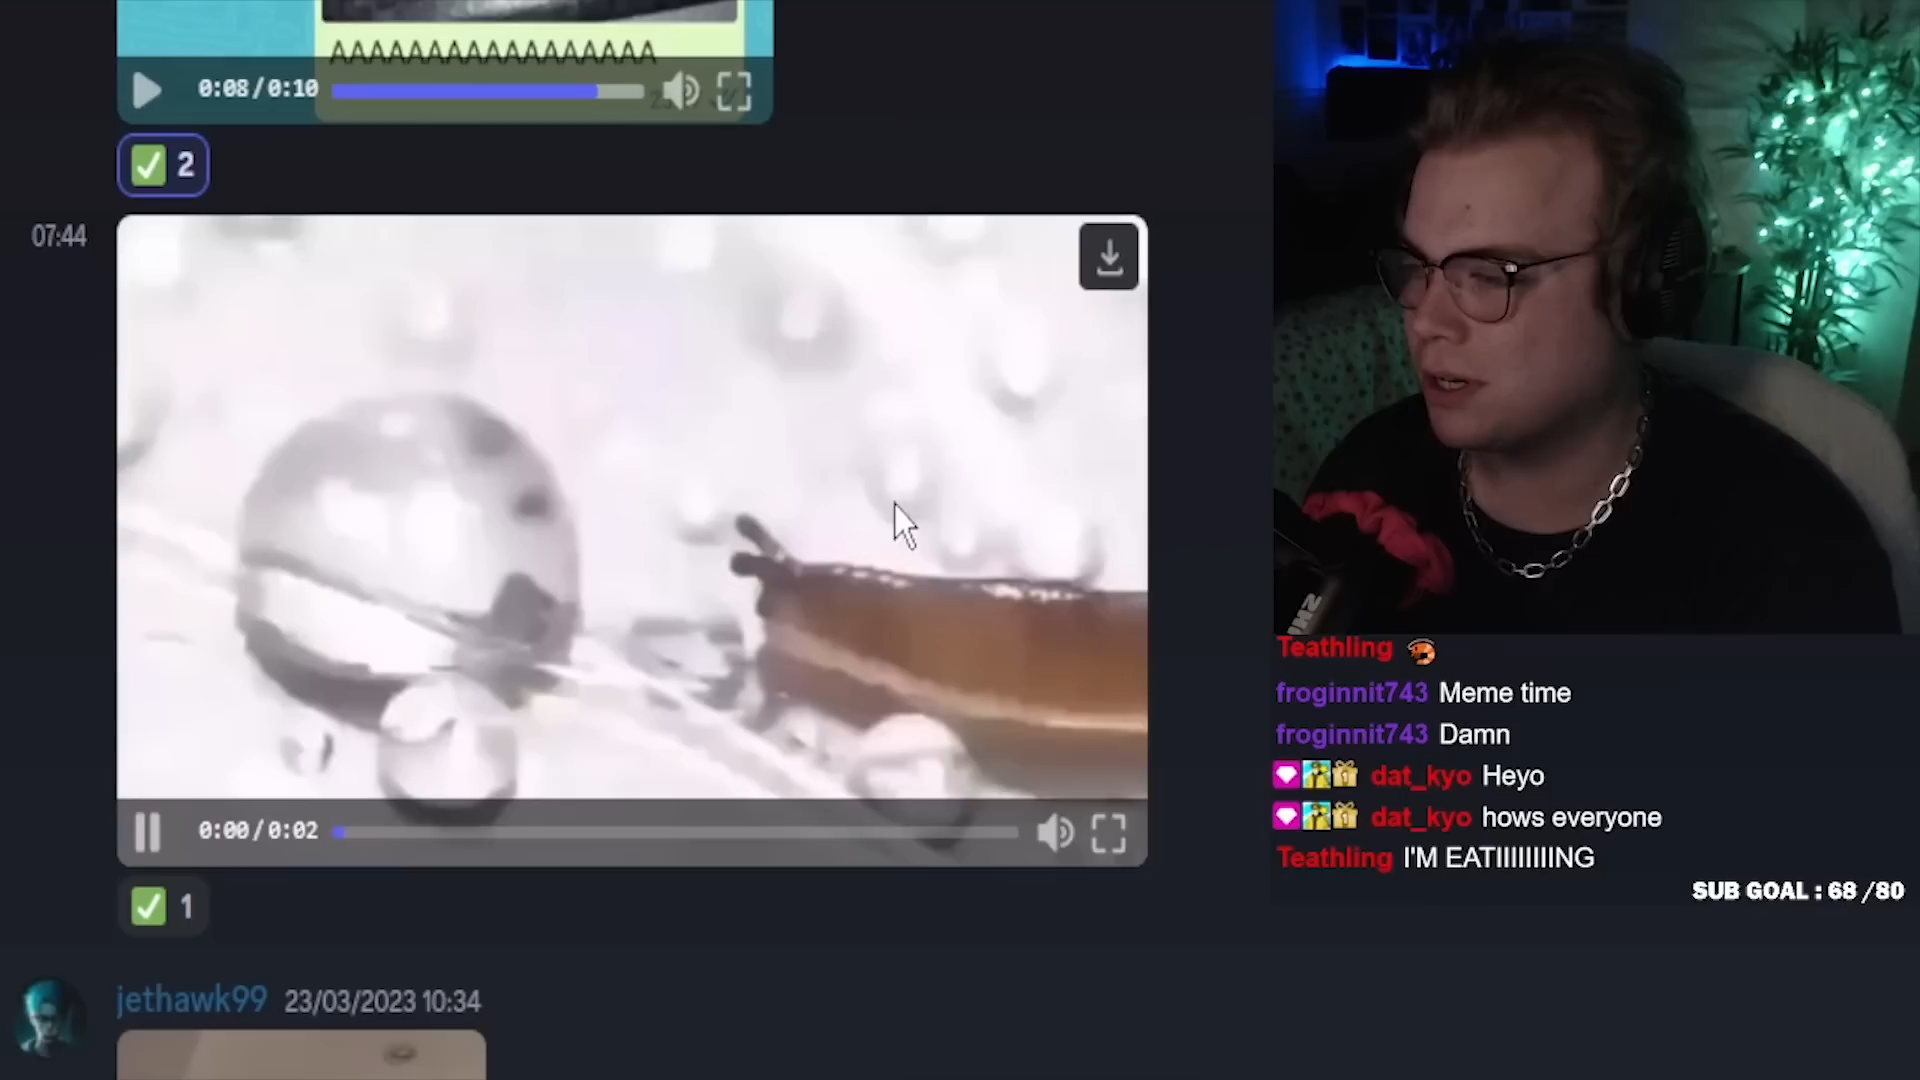 AAAAAAAAAAAAAAAA
0:08/0:10
2
07:44
0:00/0:02
1
jethawk99 23/03/2023 10:34
Teathling
froginnit743 Meme time
froginnit743 Damn
dat_kyo Heyo
dat_kyo hows everyone
Teathling I'M EATIIIIIIIING
SUB GOAL : 68 /80